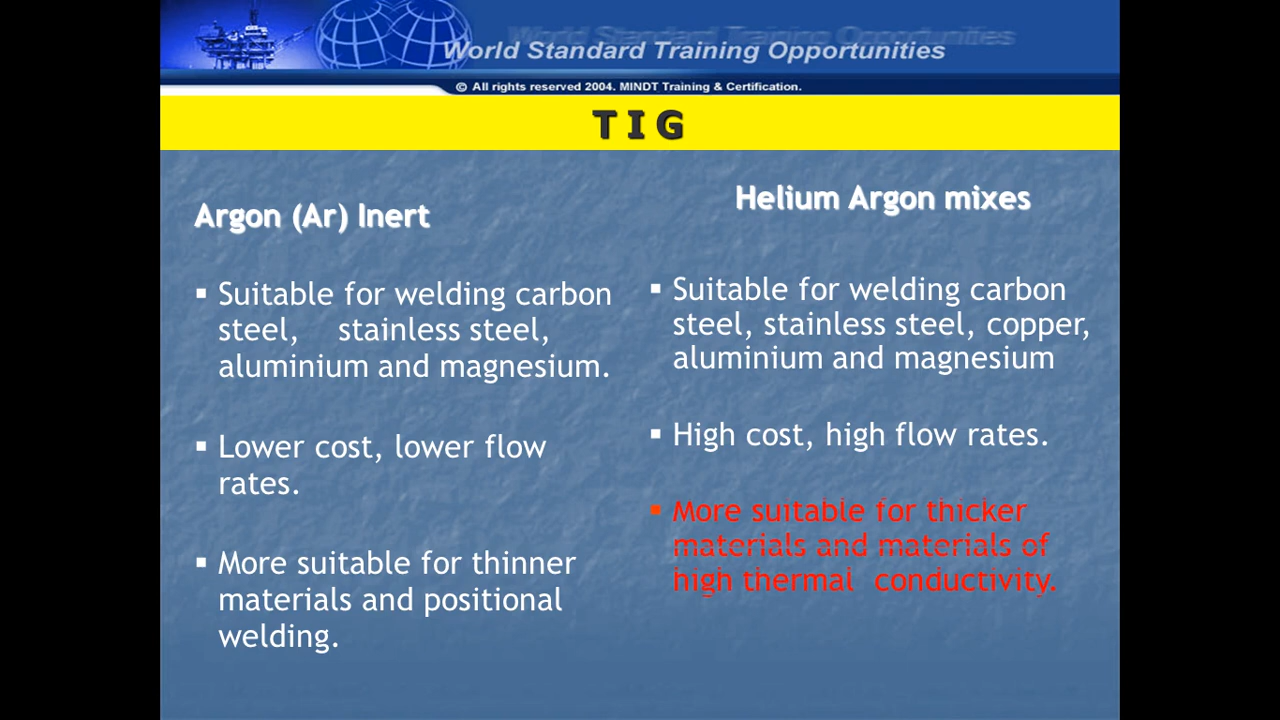 World Standard Training Opportunities
© All rights reserved 2004. MINDT Training & Certification.
T I G
Argon (Ar) Inert
▪ Suitable for welding carbon
steel, stainless steel,
aluminium and magnesium.
▪ Lower cost, lower flow
rates.
▪ More suitable for thinner
materials and positional
welding.
Helium Argon mixes
▪ Suitable for welding carbon
steel, stainless steel, copper,
aluminium and magnesium
▪ High cost, high flow rates.
▪ More suitable for thicker
materials and materials of
high thermal conductivity.